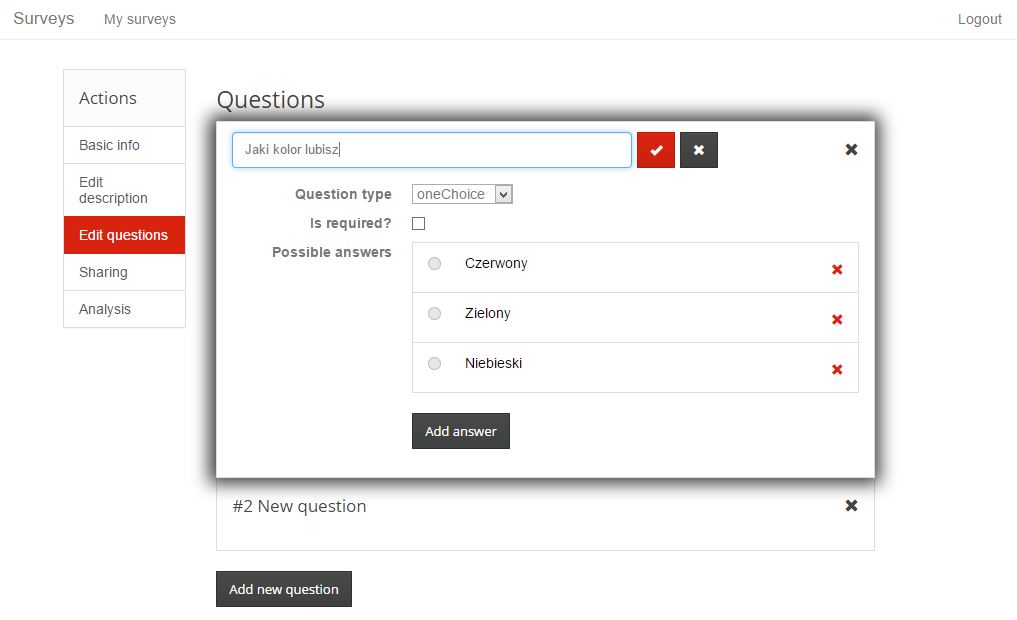 Surveys My surveys Logout
Actions
Basic info
Edit
description
Edit questions
Sharing
Analysis
Questions
Jaki kolor lubisz
Question type oneChoice
Is required?
Possible answers
Czerwony
Zielony
Niebieski
Add answer
#2 New question
Add new question